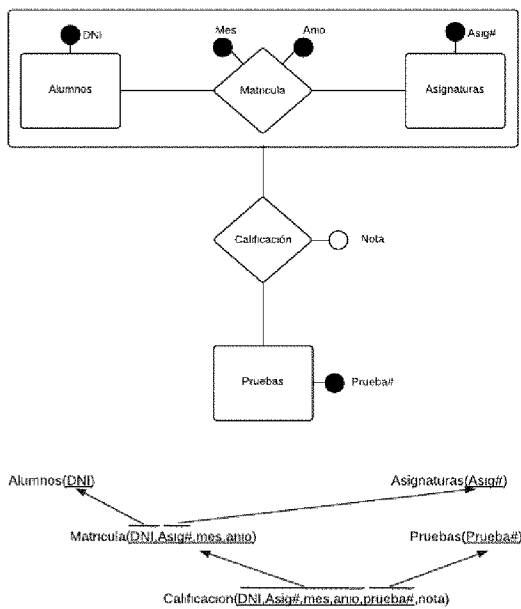 DNI
Mes
Anio
Asig#
Alumnos
Matricula
Asignaturas
Calificación
Nota
Pruebas
Prueba#
Alumnos(DNI)
Asignaturas(Asig#)
Matricula(DNI,Asig#,mes,anio)
Pruebas(Prueba#)
Calificacion(DNI,Asig#,mes,anio,prueba#,nota)